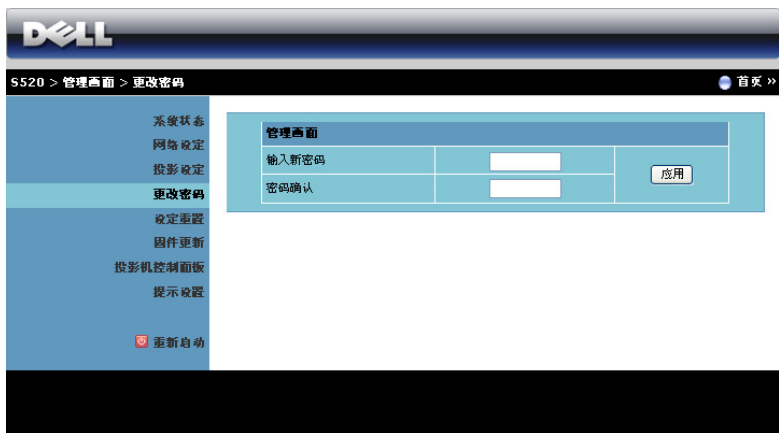 DELL
S520 > 管理画面 > 更改密码
首页 »
系统状态
网络设定
投影设定
更改密码
设定重置
固件更新
投影机控制面板
提示设置
重新启动
管理画面
输入新密码
密码确认
应用